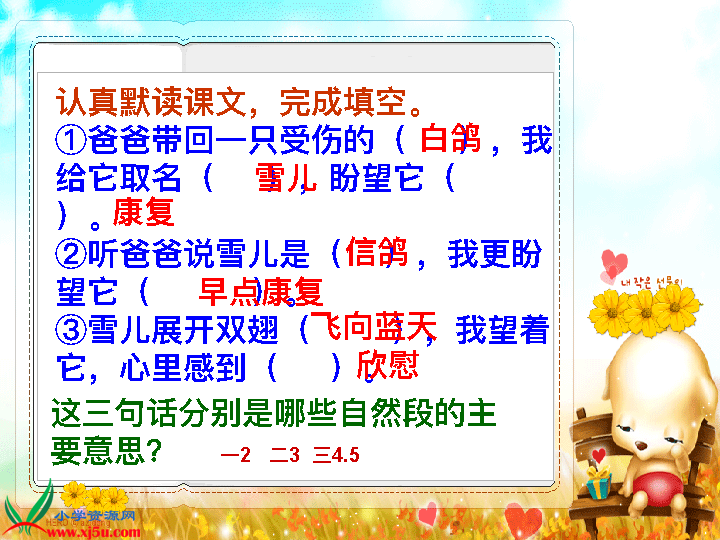 认真默读课文，完成填空。
①爸爸带回一只受伤的（ 白鸽 ），我
给它取名（ 雪儿 ），盼望它（
）。康复
②听爸爸说雪儿是（ 信鸽 ），我更盼
望它（ 早点康复 ）。
③雪儿展开双翅（ 飞向蓝天 ），我望着
它，心里感到（ 欣慰 ）。
这三句话分别是哪些自然段的主
要意思？ 一2 二3 三4.5
내 작은 선물이
小学资源网
www.xj5u.com